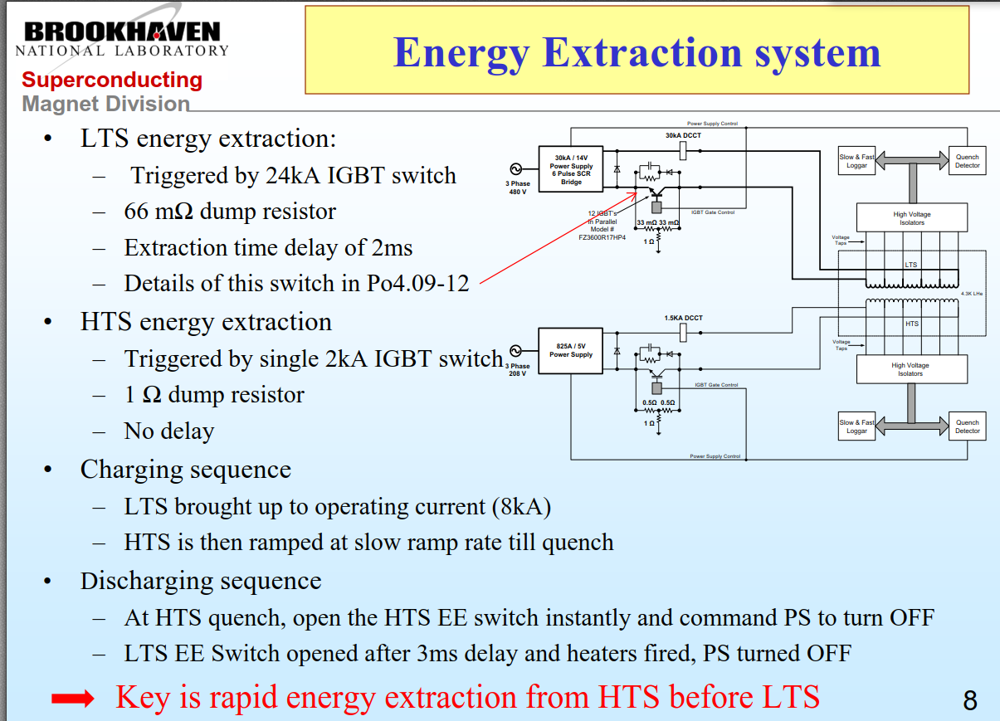 BROOKHAVEN
NATIONAL LABORATORY
Superconducting
Magnet Division
Energy Extraction system
• LTS energy extraction:
– Triggered by 24kA IGBT switch
– 66 mΩ dump resistor
– Extraction time delay of 2ms
– Details of this switch in Po4.09-12
• HTS energy extraction
– Triggered by single 2kA IGBT switch
– 1 Ω dump resistor
– No delay
• Charging sequence
– LTS brought up to operating current (8kA)
– HTS is then ramped at slow ramp rate till quench
• Discharging sequence
– At HTS quench, open the HTS EE switch instantly and command PS to turn OFF
– LTS EE Switch opened after 3ms delay and heaters fired, PS turned OFF
Key is rapid energy extraction from HTS before LTS
8
Power Supply Control
30kA DCCT
30kA / 14V
Power Supply
6 Pulse SCR
Bridge
3 Phase
480 V
12 IGBT's
In Parallel
Model #
FZ3600R17HP4
33 mΩ 33 mΩ
1 Ω
IGBT Gate Control
Slow & Fast
Loggar
Quench
Detector
High Voltage
Isolators
Voltage
Taps
LTS
4.3K LHe
HTS
1.5KA DCCT
825A / 5V
Power Supply
3 Phase
208 V
0.5Ω 0.5Ω
1 Ω
IGBT Gate Control
Power Supply Control
Voltage
Taps
High Voltage
Isolators
Slow & Fast
Loggar
Quench
Detector